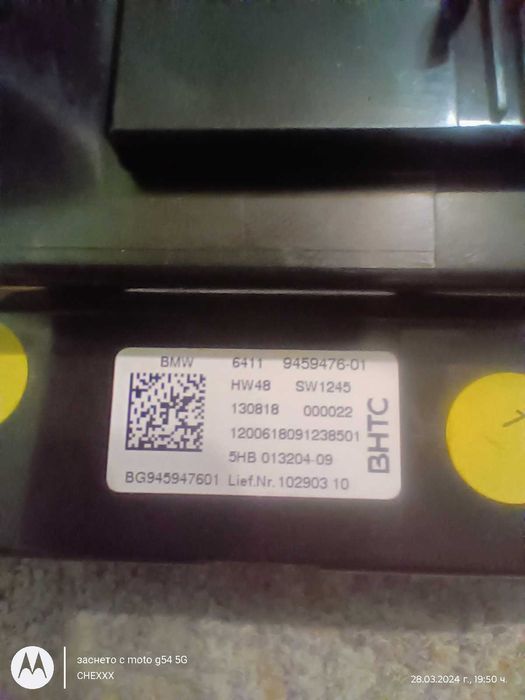 BMW 6411 9459476-01
HW48 SW1245
130818 000022
1200618091238501
5HB 013204-09
BG945947601 Lief.Nr. 102903 10
BHTC
заснето с moto g54 5G
CHEXXX
28.03.2024 г., 19:50 ч.